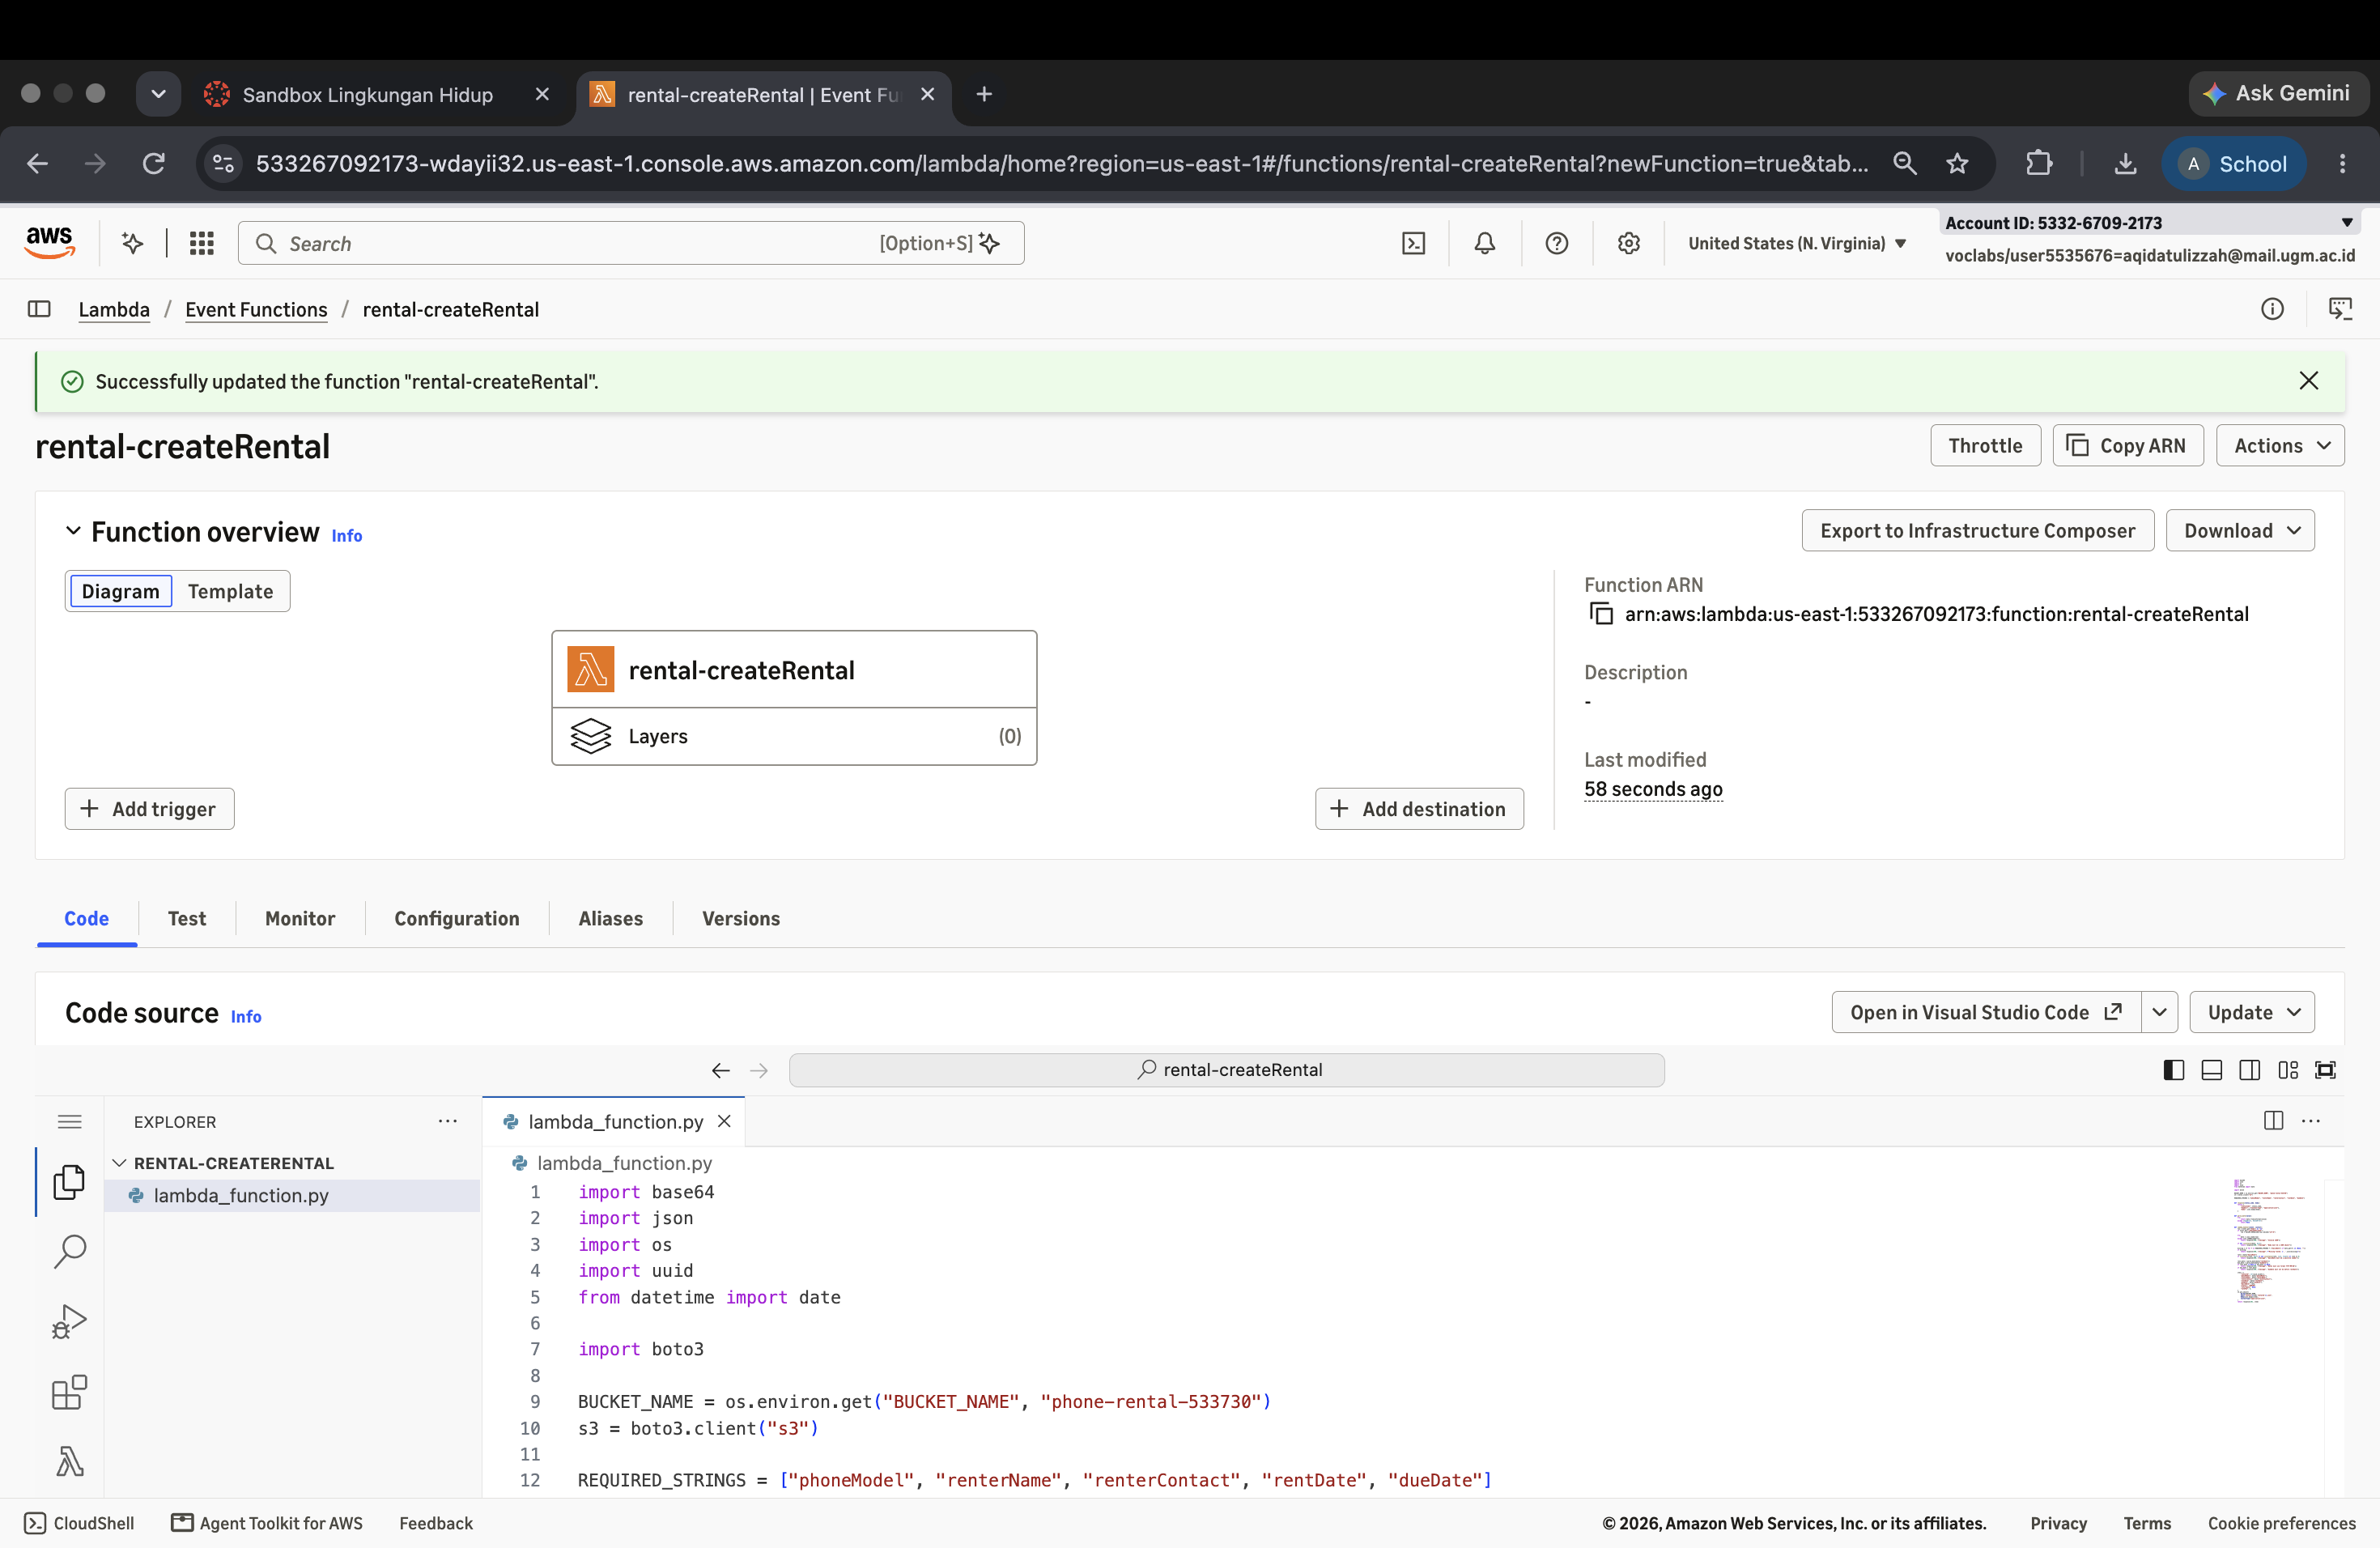 Sandbox Lingkungan Hidup
rental-createRental | Event Fu
Ask Gemini
533267092173-wdayii32.us-east-1.console.aws.amazon.com/lambda/home?region=us-east-1#/functions/rental-createRental?newFunction=true&tab...
A School
aws
Search [Option+S]
United States (N. Virginia)
Account ID: 5332-6709-2173
voclabs/user5535676=aqidatulizzah@mail.ugm.ac.id
Lambda / Event Functions / rental-createRental
Successfully updated the function "rental-createRental".
rental-createRental
Throttle
Copy ARN
Actions
Function overview Info
Export to Infrastructure Composer
Download
Diagram
Template
rental-createRental
Layers (0)
Add trigger
Add destination
Function ARN
arn:aws:lambda:us-east-1:533267092173:function:rental-createRental
Description
-
Last modified
58 seconds ago
Code
Test
Monitor
Configuration
Aliases
Versions
Code source Info
Open in Visual Studio Code
Update
rental-createRental
EXPLORER
RENTAL-CREATERENTAL
lambda_function.py
lambda_function.py
lambda_function.py
1 import base64
2 import json
3 import os
4 import uuid
5 from datetime import date
6
7 import boto3
8
9 BUCKET_NAME = os.environ.get("BUCKET_NAME", "phone-rental-533730")
10 s3 = boto3.client("s3")
11
12 REQUIRED_STRINGS = ["phoneModel", "renterName", "renterContact", "rentDate", "dueDate"]
CloudShell
Agent Toolkit for AWS
Feedback
© 2026, Amazon Web Services, Inc. or its affiliates.
Privacy
Terms
Cookie preferences